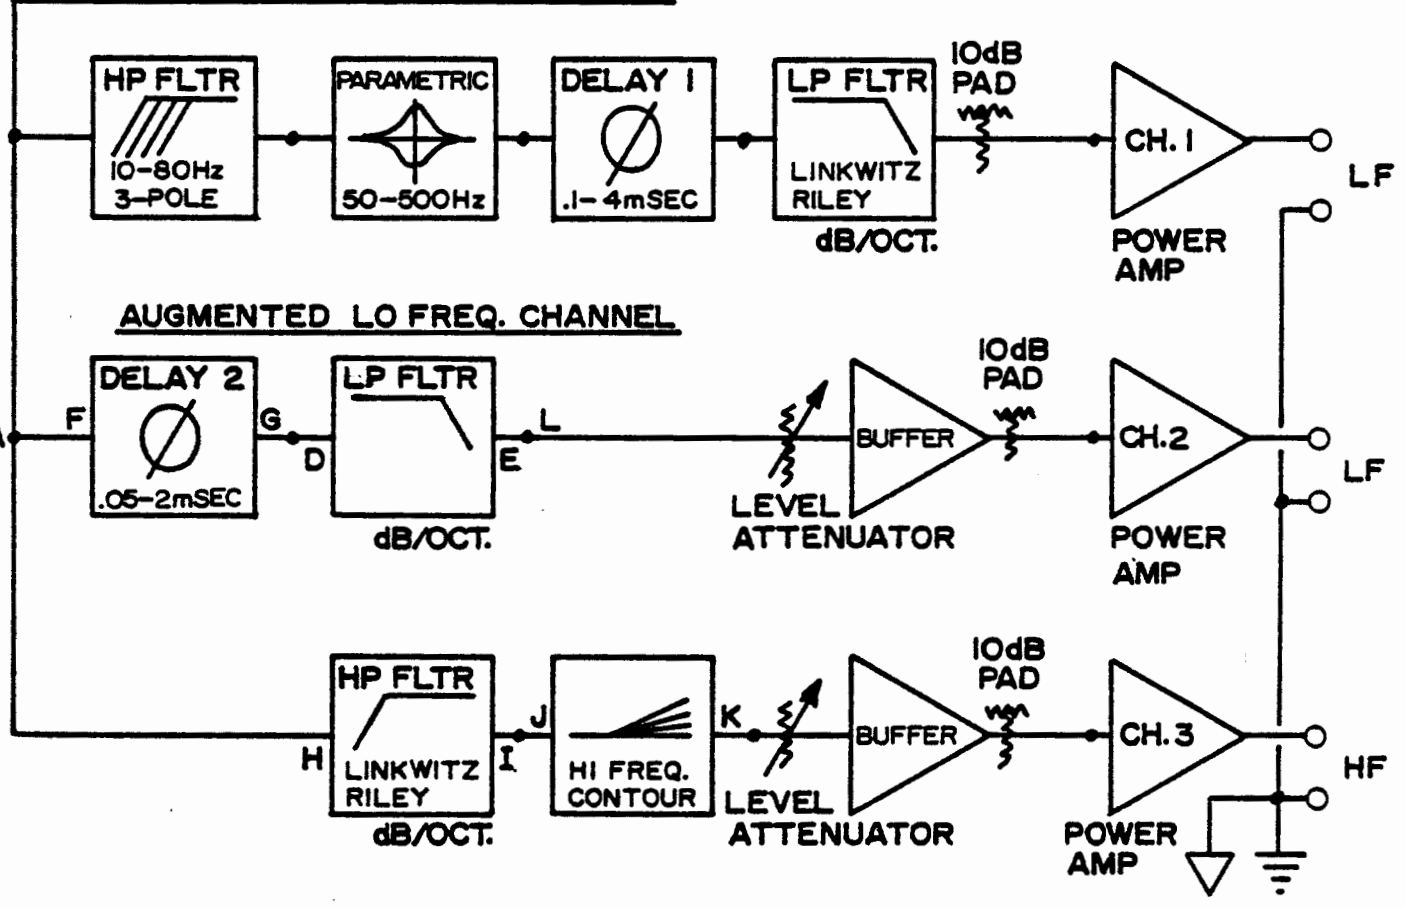 HP FLTR
10-80Hz
3-POLE
PARAMETRIC
50-500Hz
DELAY 1
.1-4mSEC
LP FLTR
LINKWITZ
RILEY
dB/OCT.
10dB
PAD
CH. 1
POWER
AMP
LF
AUGMENTED LO FREQ. CHANNEL
F
DELAY 2
.05-2mSEC
G
D
LP FLTR
dB/OCT.
E
L
LEVEL
ATTENUATOR
BUFFER
10dB
PAD
CH.2
POWER
AMP
LF
H
HP FLTR
LINKWITZ
RILEY
dB/OCT.
I
J
HI FREQ.
CONTOUR
K
LEVEL
ATTENUATOR
BUFFER
10dB
PAD
CH.3
POWER
AMP
HF